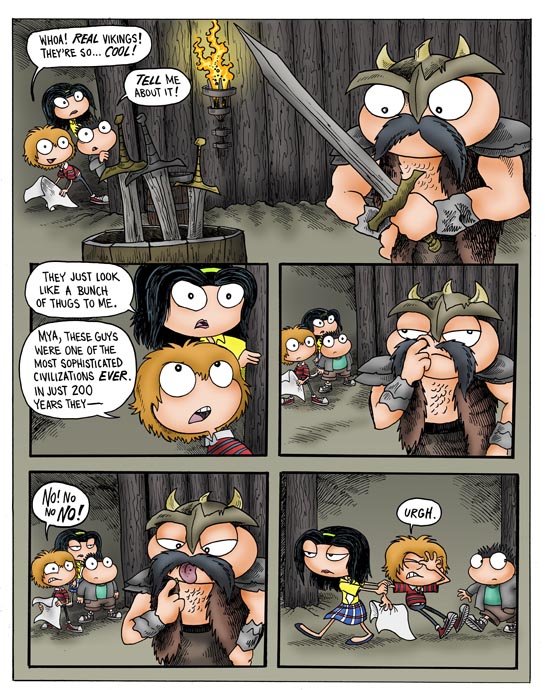 WHOA! REAL VIKINGS!
THEY'RE SO... COOL!
TELL ME
ABOUT IT!
THEY JUST LOOK
LIKE A BUNCH
OF THUGS TO ME.
MYA, THESE GUYS
WERE ONE OF THE
MOST SOPHISTICATED
CIVILIZATIONS EVER.
IN JUST 200
YEARS THEY—
NO! NO
NO NO!
URGH.